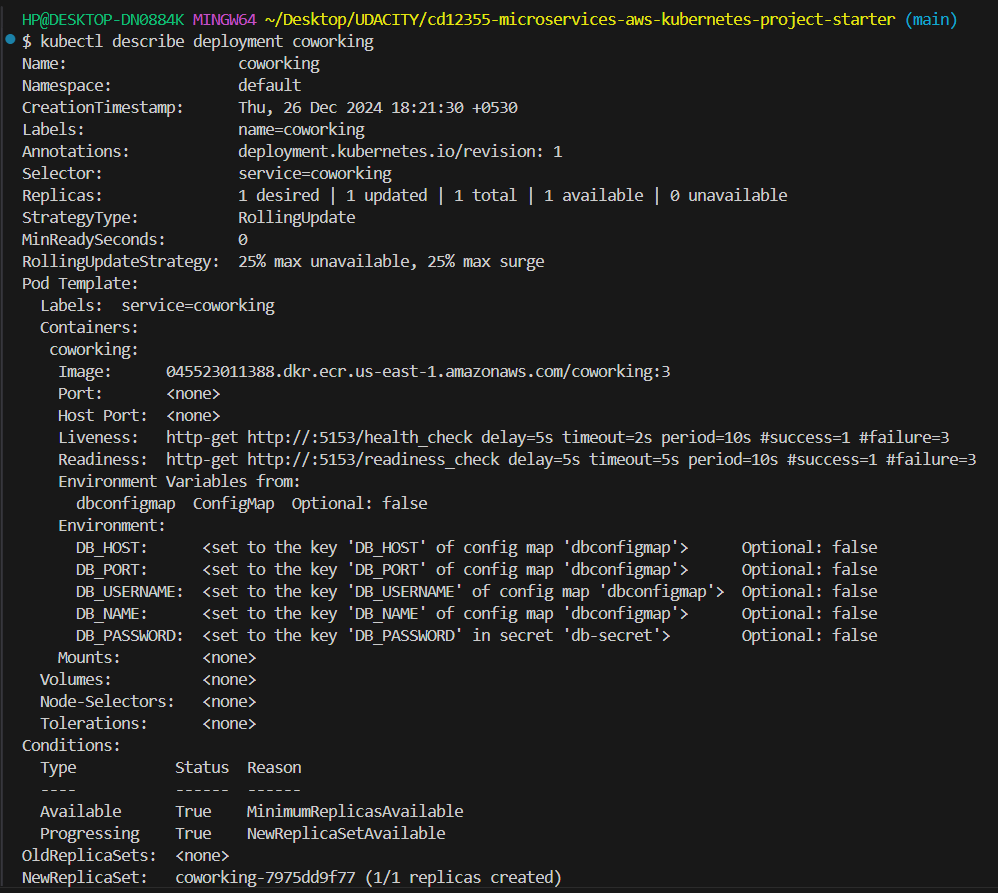 HP@DESKTOP-DN0884K MINGW64 ~/Desktop/UDACITY/cd12355-microservices-aws-kubernetes-project-starter (main)
$ kubectl describe deployment coworking
Name:                   coworking
Namespace:              default
CreationTimestamp:      Thu, 26 Dec 2024 18:21:30 +0530
Labels:                 name=coworking
Annotations:            deployment.kubernetes.io/revision: 1
Selector:               service=coworking
Replicas:               1 desired | 1 updated | 1 total | 1 available | 0 unavailable
StrategyType:           RollingUpdate
MinReadySeconds:        0
RollingUpdateStrategy:  25% max unavailable, 25% max surge
Pod Template:
  Labels:  service=coworking
  Containers:
   coworking:
    Image:      045523011388.dkr.ecr.us-east-1.amazonaws.com/coworking:3
    Port:       <none>
    Host Port:  <none>
    Liveness:   http-get http://:5153/health_check delay=5s timeout=2s period=10s #success=1 #failure=3
    Readiness:  http-get http://:5153/readiness_check delay=5s timeout=5s period=10s #success=1 #failure=3
    Environment Variables from:
      dbconfigmap  ConfigMap  Optional: false
    Environment:
      DB_HOST:      <set to the key 'DB_HOST' of config map 'dbconfigmap'>      Optional: false
      DB_PORT:      <set to the key 'DB_PORT' of config map 'dbconfigmap'>      Optional: false
      DB_USERNAME:  <set to the key 'DB_USERNAME' of config map 'dbconfigmap'>  Optional: false
      DB_NAME:      <set to the key 'DB_NAME' of config map 'dbconfigmap'>      Optional: false
      DB_PASSWORD:  <set to the key 'DB_PASSWORD' in secret 'db-secret'>        Optional: false
    Mounts:         <none>
  Volumes:          <none>
  Node-Selectors:   <none>
  Tolerations:      <none>
Conditions:
  Type           Status  Reason
  ----           ------  ------
  Available      True    MinimumReplicasAvailable
  Progressing    True    NewReplicaSetAvailable
OldReplicaSets:  <none>
NewReplicaSet:   coworking-7975dd9f77 (1/1 replicas created)